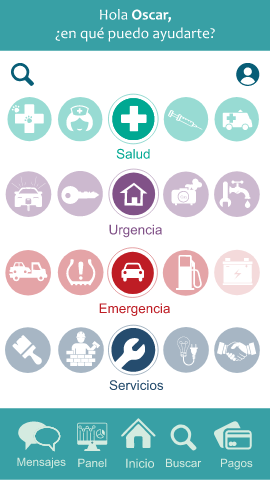 Hola Oscar,
¿en qué puedo ayudarte?
Salud
Urgencia
Emergencia
Servicios
Mensajes Panel Inicio Buscar Pagos